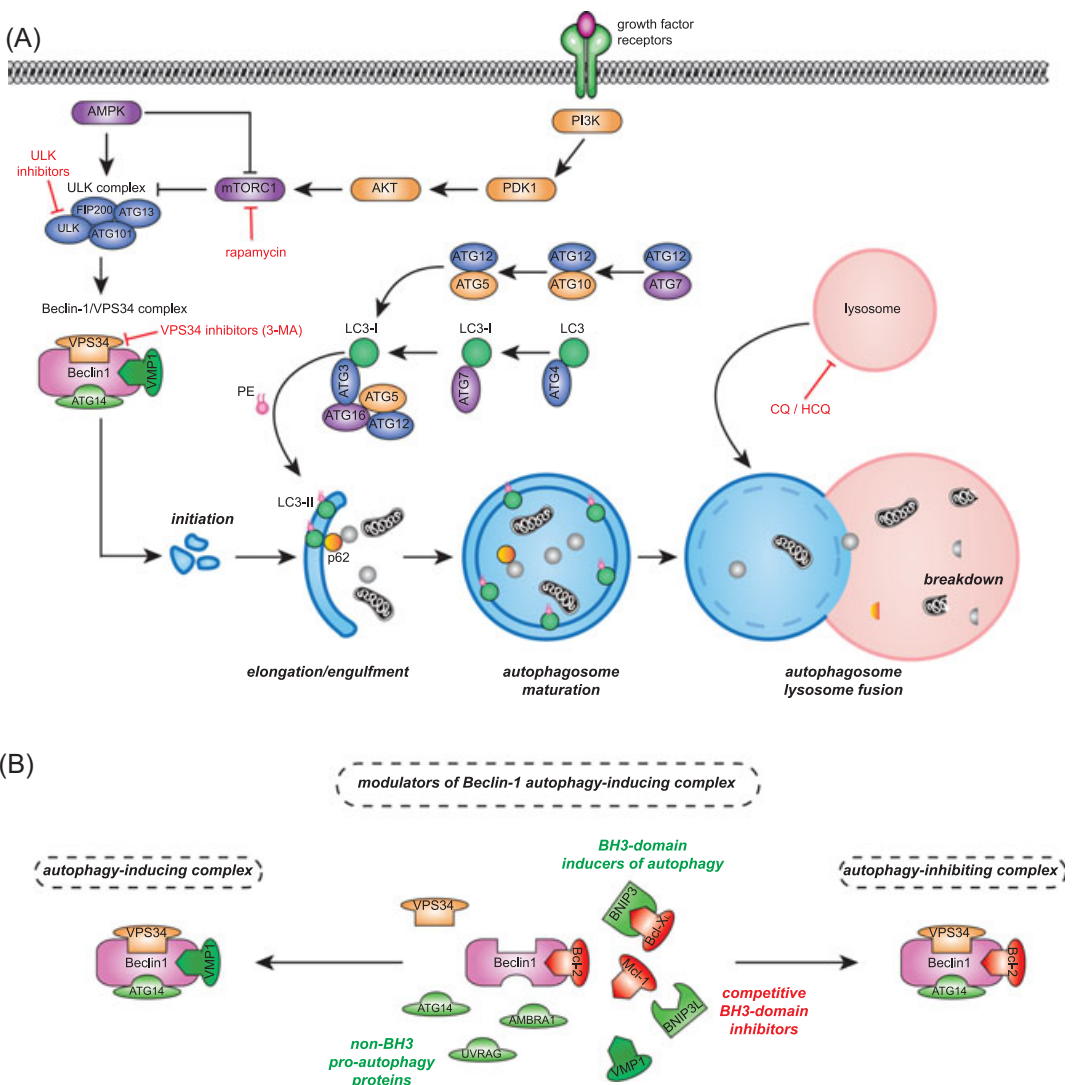 (A)
growth factor
receptors
AMPK
PI3K
ULK
inhibitors
ULK complex
mTORC1
AKT
PDK1
FIP200
ATG13
ULK
ATG101
rapamycin
ATG12
ATG12
ATG12
ATG5
ATG10
ATG7
Beclin-1/VPS34 complex
lysosome
VPS34 inhibitors (3-MA)
VPS34
Beclin1
VMP1
ATG14
LC3-I
LC3-I
LC3
ATG3
ATG7
ATG4
PE
ATG5
ATG16
ATG12
CQ / HCQ
LC3-II
initiation
p62
breakdown
elongation/engulfment
autophagosome
maturation
autophagosome
lysosome fusion
(B)
modulators of Beclin-1 autophagy-inducing complex
autophagy-inducing complex
BH3-domain
inducers of autophagy
autophagy-inhibiting complex
VPS34
Beclin1
VMP1
ATG14
VPS34
Beclin1
Bcl-2
BNIP3
Bcl-XL
Mcl-1
BNIP3L
VMP1
ATG14
AMBRA1
UVRAG
non-BH3
pro-autophagy
proteins
competitive
BH3-domain
inhibitors
VPS34
Beclin1
Bcl-2
ATG14